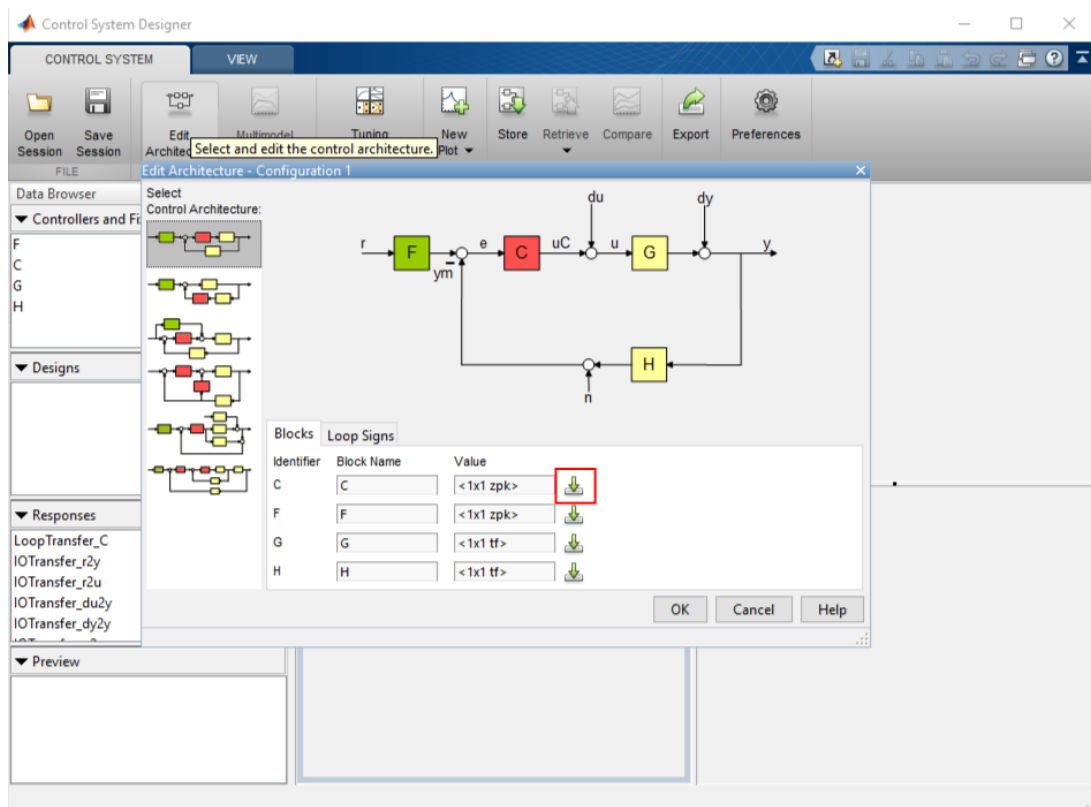 Control System Designer
CONTROL SYSTEM VIEW
Open Session
Save Session
Edit Architec
Multimodel
Tuning
New Plot
Store
Retrieve
Compare
Export
Preferences
Select and edit the control architecture.
FILE
Edit Architecture - Configuration 1
Data Browser
Controllers and Fi
F
C
G
H
Designs
Responses
LoopTransfer_C
IOTransfer_r2y
IOTransfer_r2u
IOTransfer_du2y
IOTransfer_dy2y
Preview
Select
Control Architecture:
du dy
r F e C uC u G y
ym
H
n
Blocks Loop Signs
Identifier Block Name Value
C C <1x1 zpk>
F F <1x1 zpk>
G G <1x1 tf>
H H <1x1 tf>
OK Cancel Help